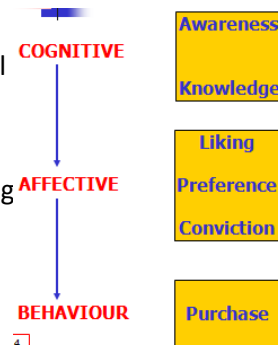 Awareness
l
COGNITIVE
Knowledge
Liking
g
AFFECTIVE
Preference
Conviction
BEHAVIOUR
Purchase
4